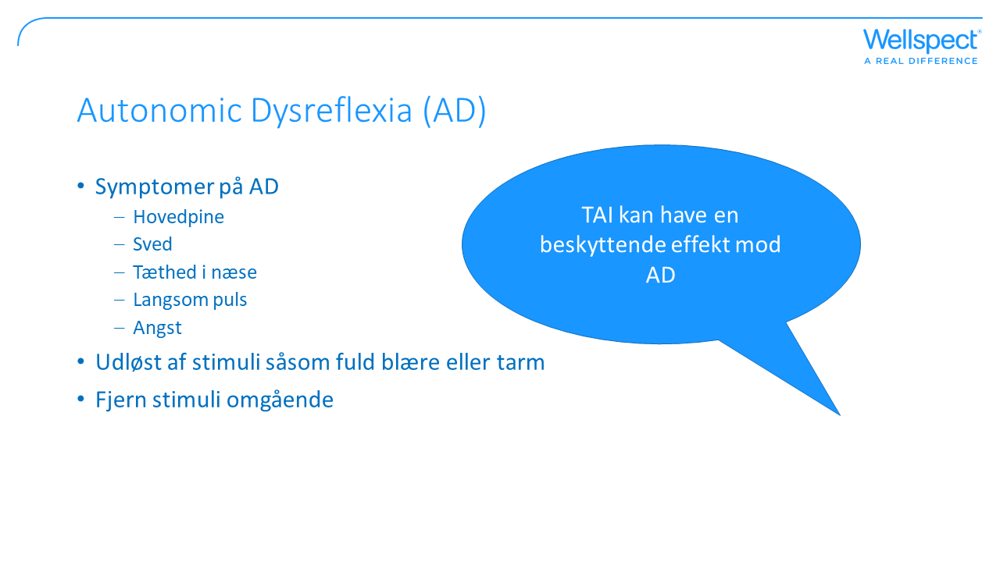 Wellspect®
A REAL DIFFERENCE
Autonomic Dysreflexia (AD)
• Symptomer på AD
– Hovedpine
– Sved
– Tæthed i næse
– Langsom puls
– Angst
• Udløst af stimuli såsom fuld blære eller tarm
• Fjern stimuli omgående
TAI kan have en
beskyttende effekt mod
AD